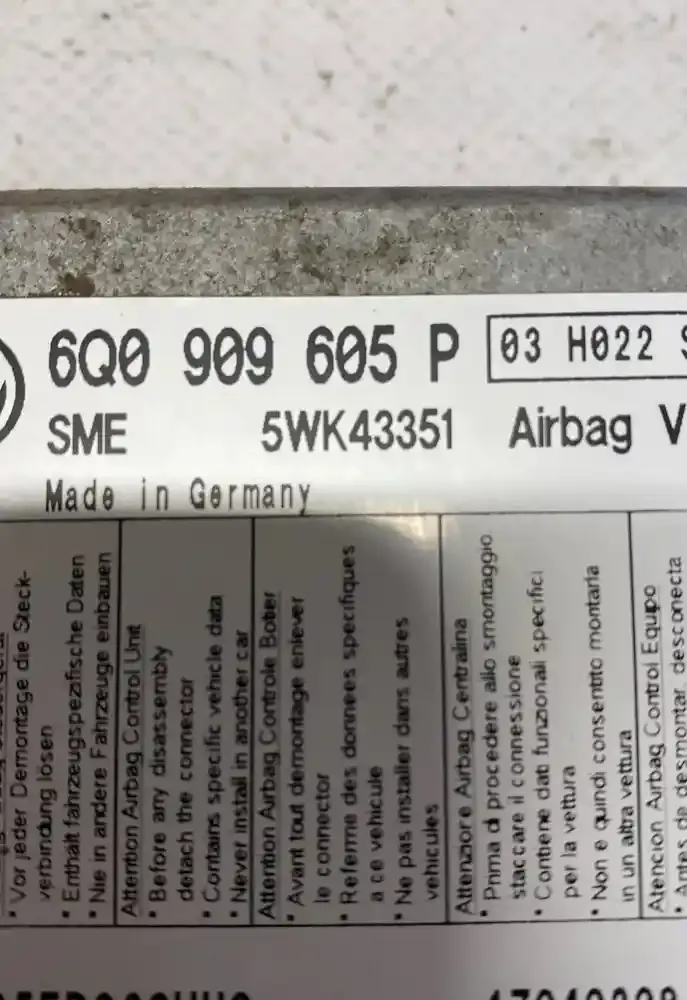 6Q0 909 605 P 03 H022
SME 5WK43351 Airbag V
Made in Germany
• Vor jeder Demontage die Steck-
verbindung lösen
• Enthält fahrzeugspezifische Daten
• Nie in andere Fahrzeuge einbauen
Attention Airbag Control Unit
• Before any disassembly
detach the connector
• Contains specific vehicle data
• Never install in another car
Attention Airbag Controle Boiter
• Avant tout demontage eniever
le connector
• Referme des donnees specifiques
a ce vehicule
• Ne pas installer dans autres
vehicules
Attenziore Airbag Centralina
• Prima di procedere allo smontaggio
staccare il connessione
• Contiene dati funzionali specifici
per la vettura
• Non e quindi consentito montarla
in un altra vettura
Atencion Airbag Control Equipo
• Antes de desmontar, desconecta